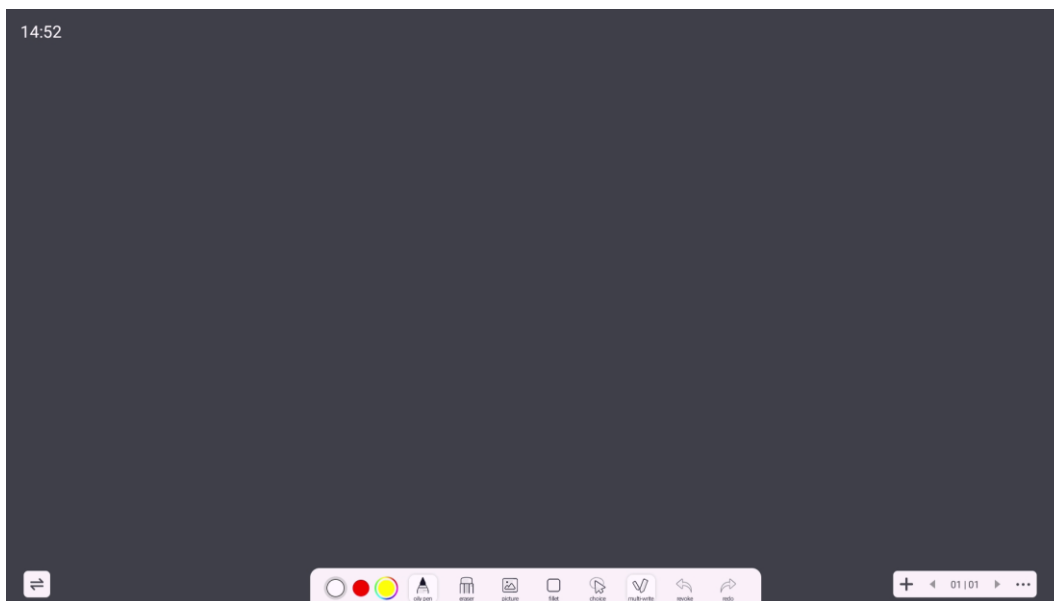 14:52
oily pen eraser picture fillet choice multi-write revoke redo
01|01